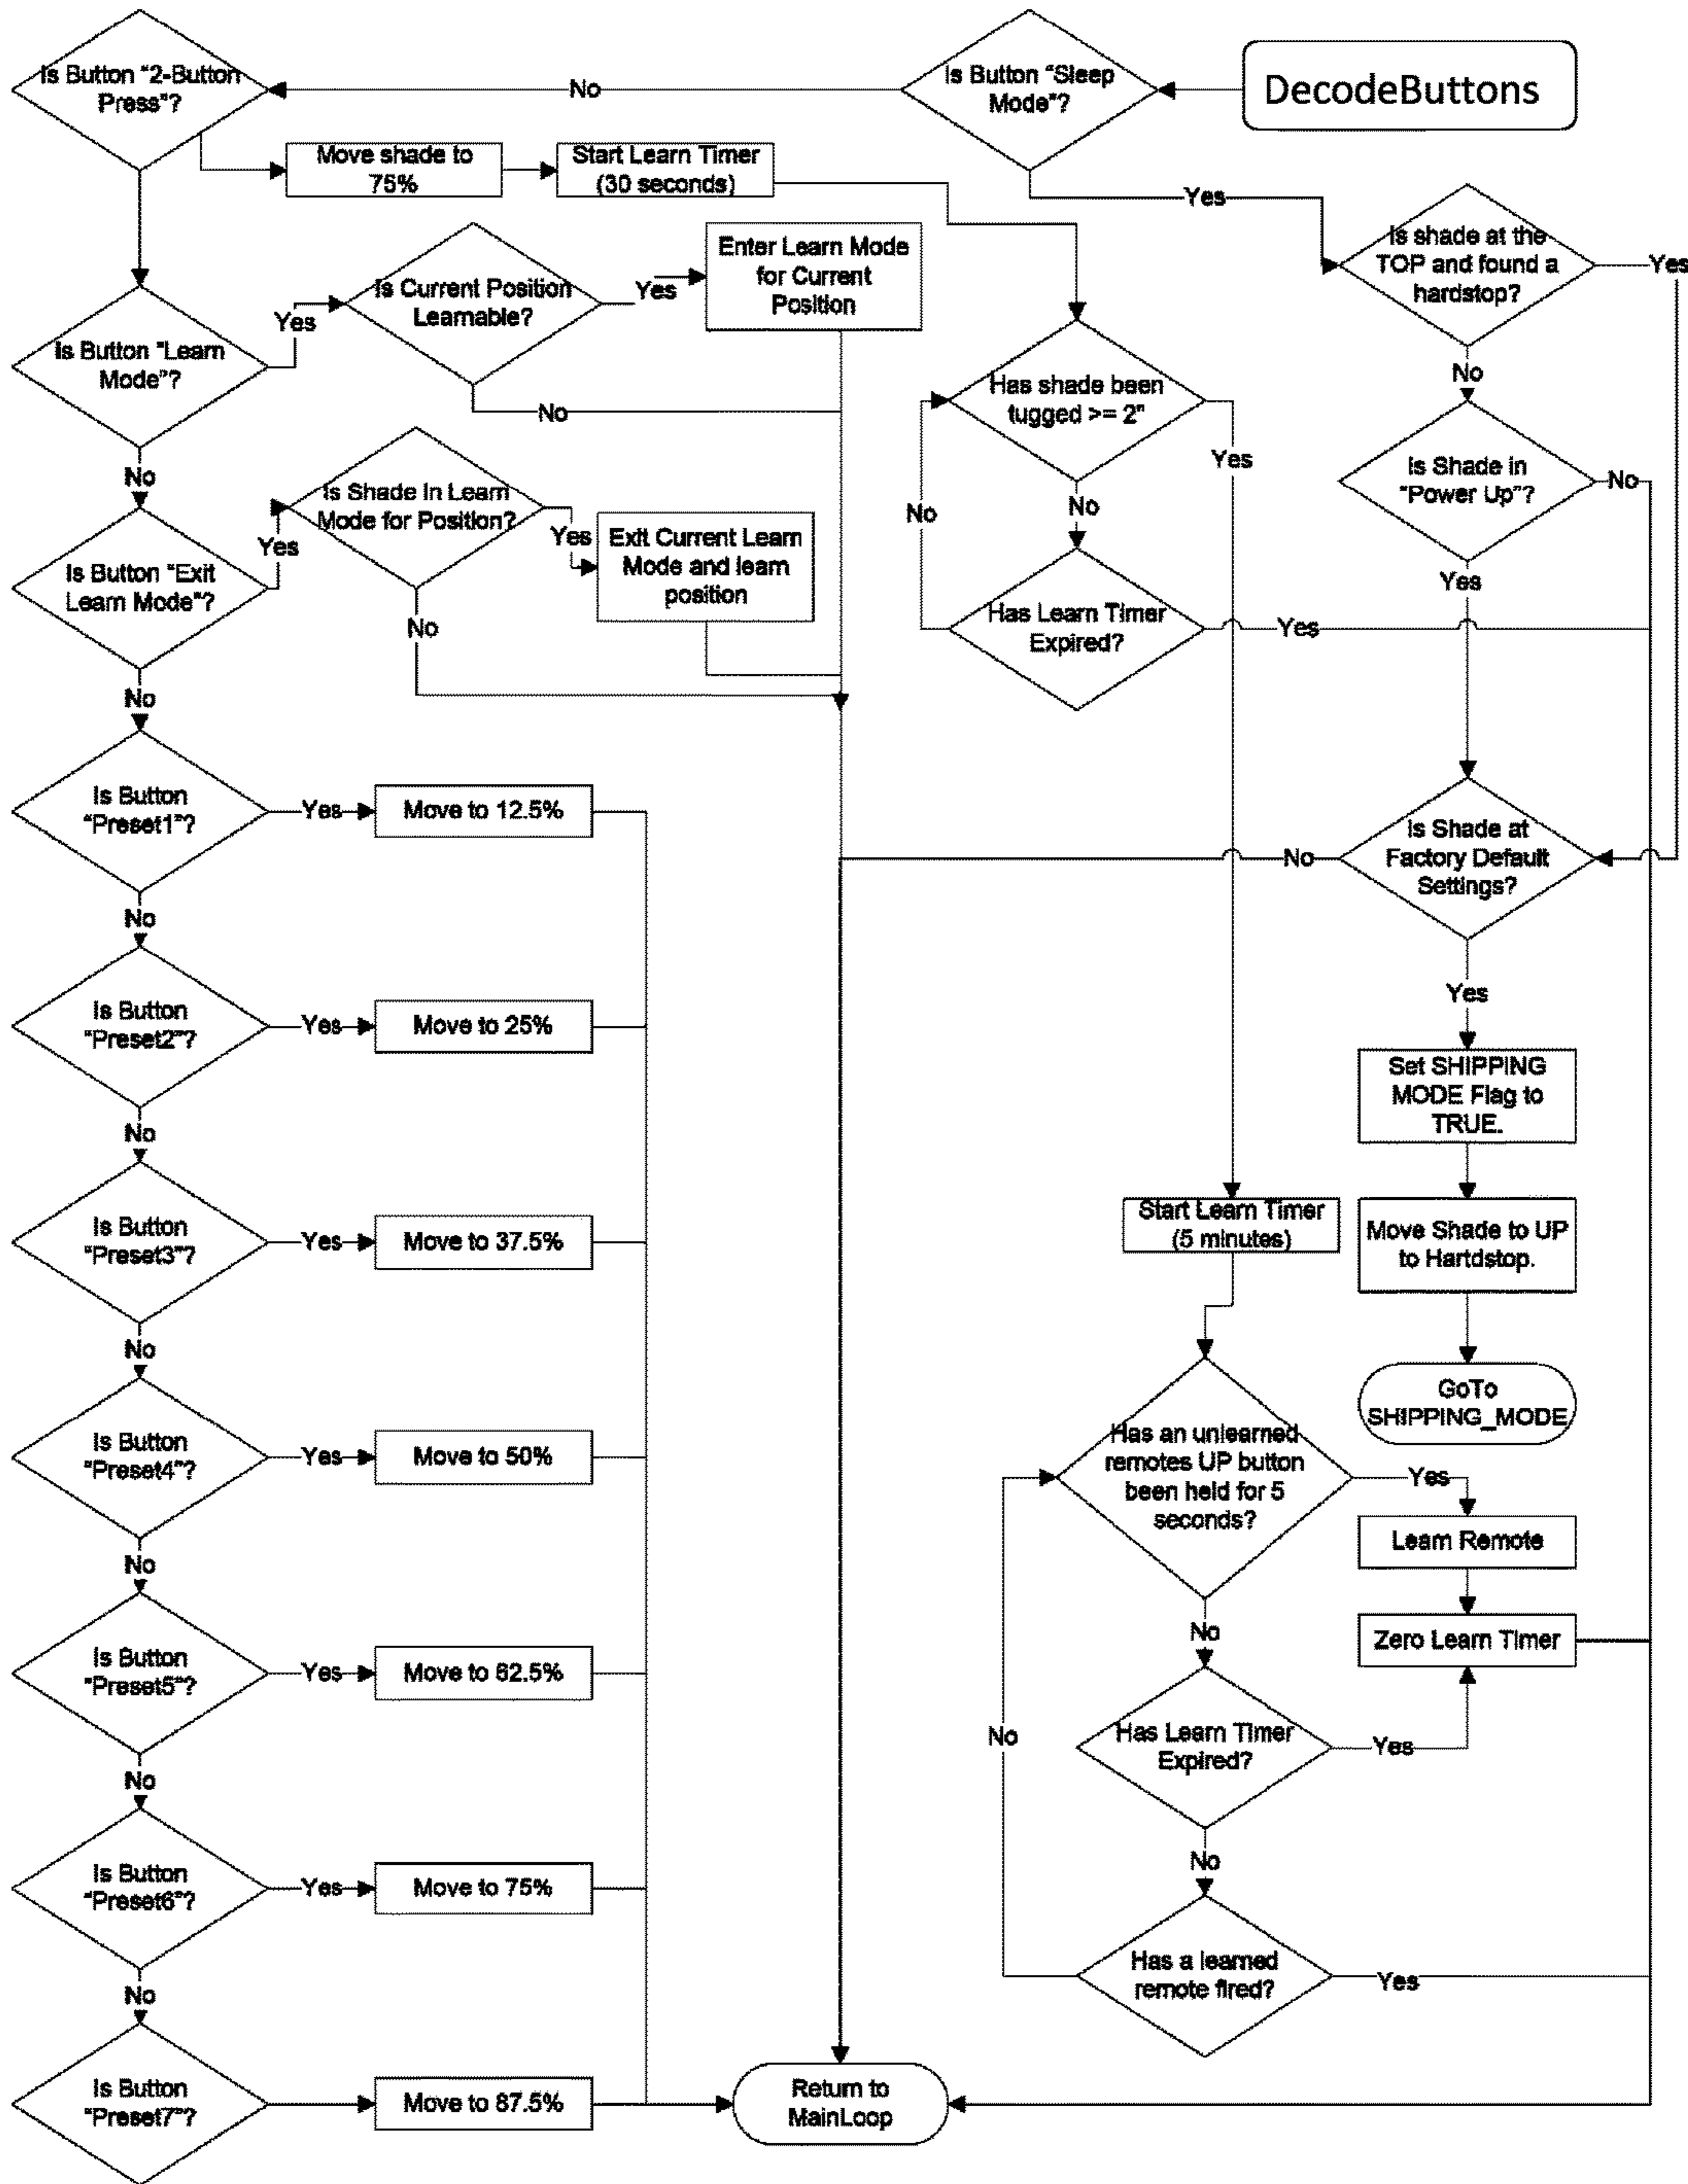 DecodeButtons
Is Button "Sleep
Mode"?
No
Yes
Is Button "2-Button
Press"?
Move shade to
75%
Start Learn Timer
(30 seconds)
Is shade at the
TOP and found a
hardstop?
Yes
No
Is Button "Learn
Mode"?
Yes
No
Is Current Position
Learnable?
Yes
No
Enter Learn Mode
for Current
Position
Has shade been
tugged >= 2"
Yes
No
No
Is Shade in
"Power Up"?
No
Yes
Is Button "Exit
Learn Mode"?
Yes
No
Is Shade In Learn
Mode for Position?
Yes
No
Exit Current Learn
Mode and learn
position
Has Learn Timer
Expired?
Yes
Is Button
"Preset1"?
Yes
Move to 12.5%
No
Is Shade at
Factory Default
Settings?
No
Yes
Is Button
"Preset2"?
Yes
Move to 25%
No
Set SHIPPING
MODE Flag to
TRUE.
Is Button
"Preset3"?
Yes
Move to 37.5%
No
Start Learn Timer
(5 minutes)
Move Shade to UP
to Hartdstop.
GoTo
SHIPPING_MODE
Is Button
"Preset4"?
Yes
Move to 50%
No
Has an unlearned
remotes UP button
been held for 5
seconds?
Yes
No
Learn Remote
Zero Learn Timer
Is Button
"Preset5"?
Yes
Move to 62.5%
No
No
Has Learn Timer
Expired?
Yes
No
Is Button
"Preset6"?
Yes
Move to 75%
No
Has a learned
remote fired?
Yes
Is Button
"Preset7"?
Move to 87.5%
Return to
MainLoop